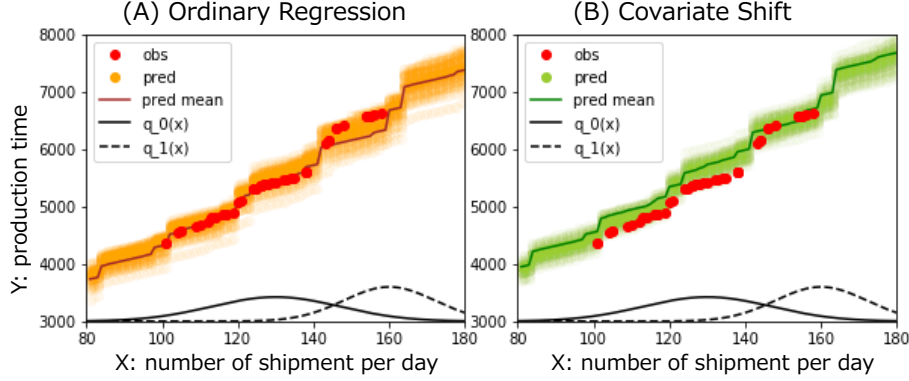 (A) Ordinary Regression
(B) Covariate Shift
Y: production time
8000
7000
6000
5000
4000
3000
obs
pred
pred mean
q_0(x)
q_1(x)
80
100
120
140
160
180
X: number of shipment per day
8000
7000
6000
5000
4000
3000
obs
pred
pred mean
q_0(x)
q_1(x)
80
100
120
140
160
180
X: number of shipment per day